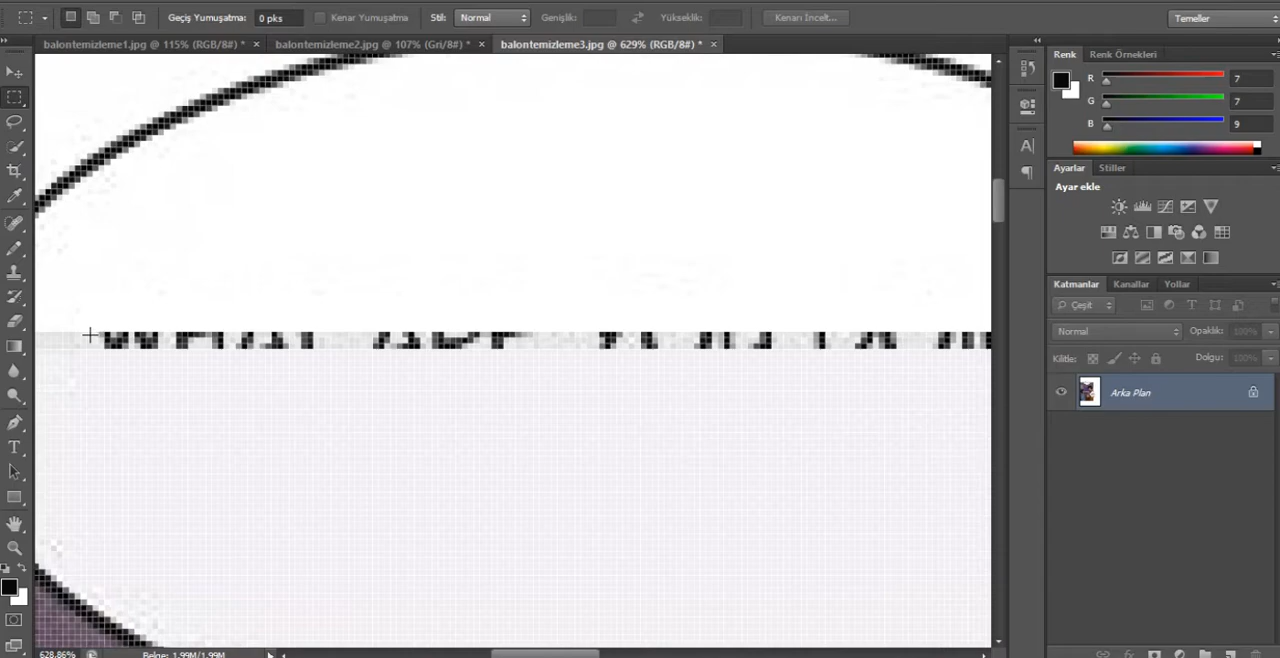 Geçiş Yumuşatma: 0 pks Kenar Yumuşatma Stil: Normal Genişlik: Yükseklik: Kenarı İncelt... Temeller
balontemizleme1.jpg @ 115% (RGB/8#) * × balontemizleme2.jpg @ 107% (Gri/8#) * × balontemizleme3.jpg @ 629% (RGB/8#) * ×
Renk Renk Örnekleri
R 7
G 7
B 9
Ayarlar Stiller
Ayar ekle
Katmanlar Kanallar Yollar
Çeşit
Normal Opaklık: 100%
Kilitle: Dolgu: 100%
Arka Plan
628,86% Belge: 1,99M/1,99M